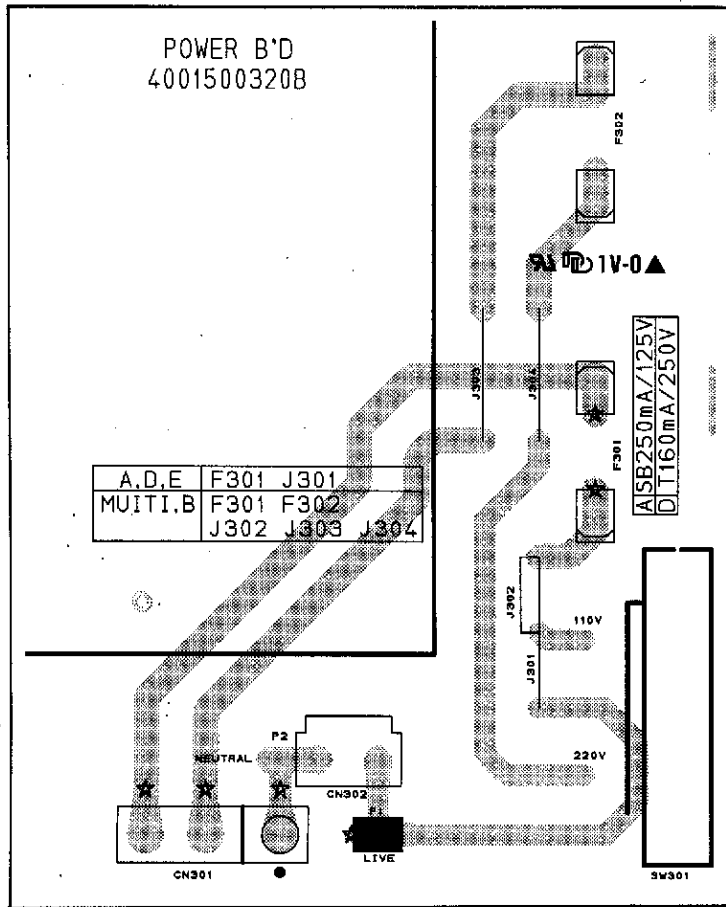 POWER B'D
4001500320B
F302
1V-0
J303
J304
A SB250mA/125V
D T160mA/250V
F301
A,D,E F301 J301
MUITI.B F301 F302
J302 J303 J304
J302
110V
J301
P2
NEUTRAL
220V
CN302
P1
LIVE
CN301
SW301